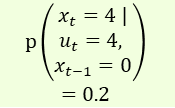 p(x_t = 4 |
u_t = 4,
x_{t−1} = 0)
= 0.2